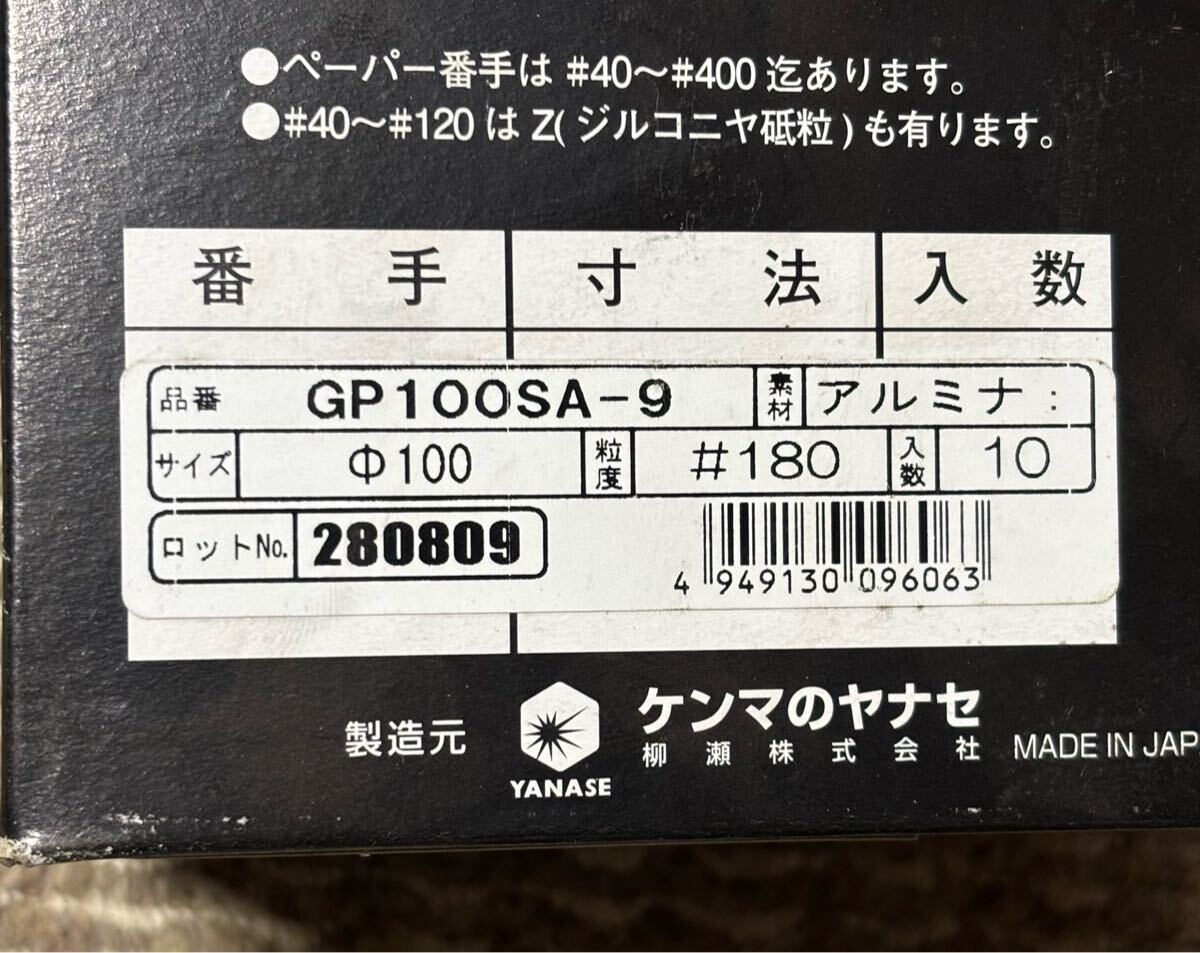 ●ペーパー番手は #40〜#400 迄あります。
●#40〜#120 は Z( ジルコニヤ砥粒 ) も有ります。
番手 寸法 入数
品番 GP100SA-9 素材 アルミナ :
サイズ Φ100 粒度 #180 入数 10
ロットNo. 280809
4 949130 096063
製造元 YANASE ケンマのヤナセ
柳瀬株式会社 MADE IN JAP